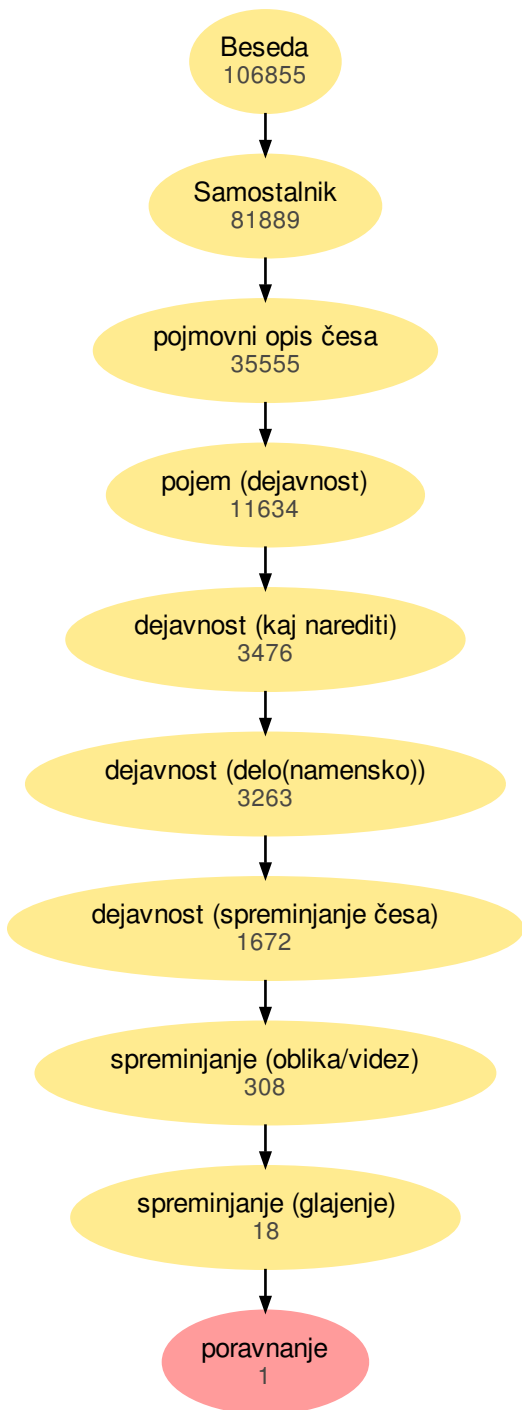 Beseda
106855
Samostalnik
81889
pojmovni opis česa
35555
pojem (dejavnost)
11634
dejavnost (kaj narediti)
3476
dejavnost (delo(namensko))
3263
dejavnost (spreminjanje česa)
1672
spreminjanje (oblika/videz)
308
spreminjanje (glajenje)
18
poravnanje
1